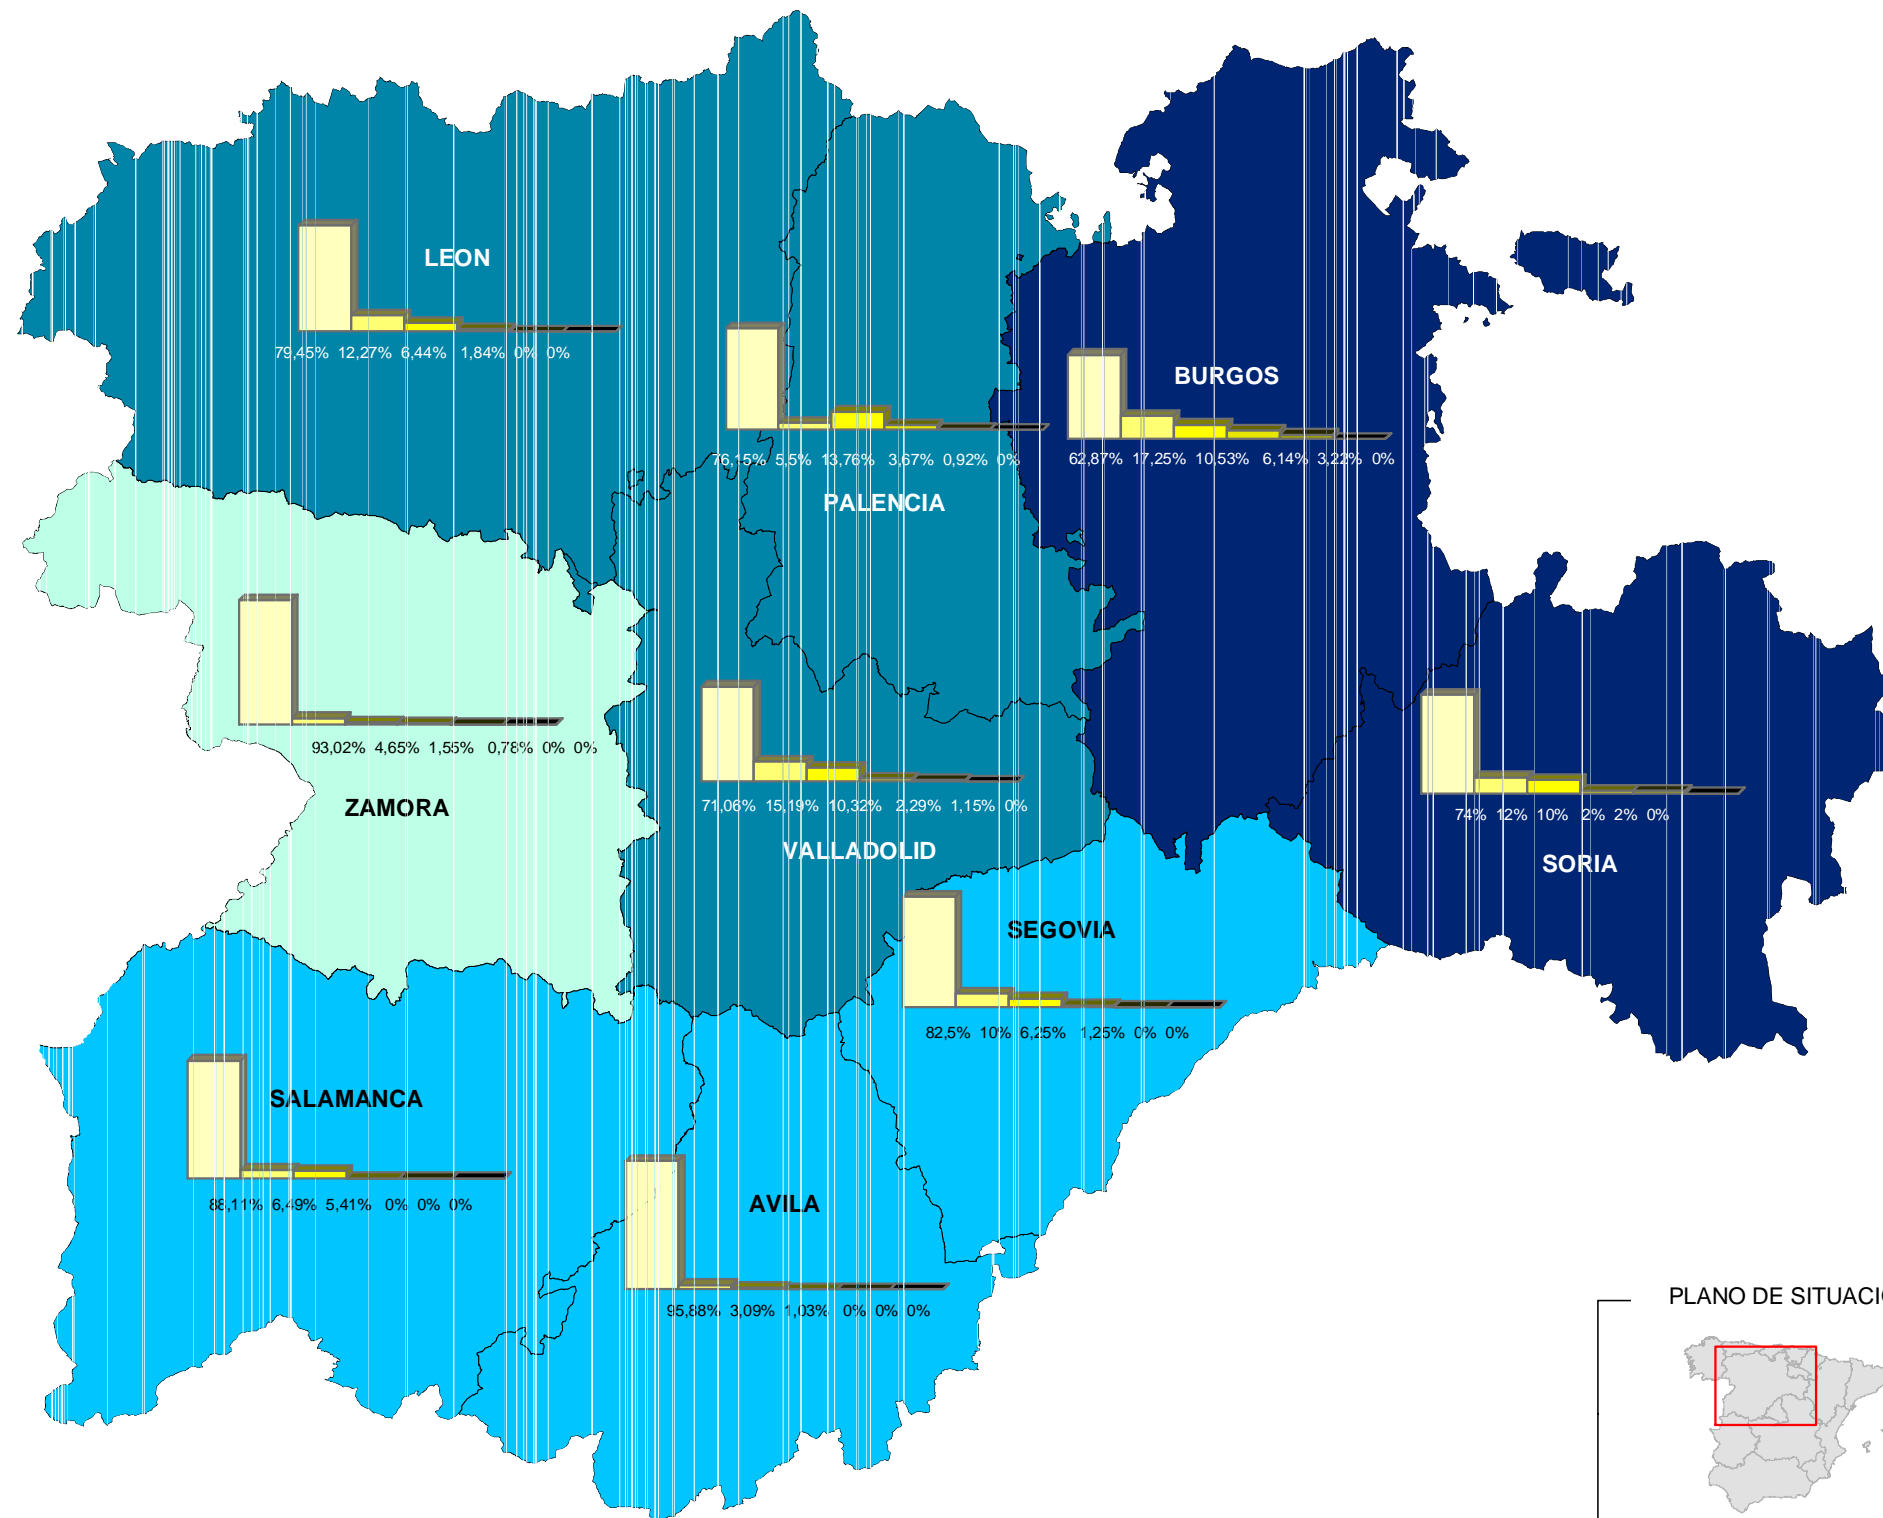 LEON
79,45% 12,27% 6,44% 1,84% 0% 0%
BURGOS
76,15% 5,5% 13,76% 3,67% 0,92% 0%
62,87% 17,25% 10,53% 6,14% 3,22% 0%
PALENCIA
93,02% 4,65% 1,55% 0,78% 0% 0%
ZAMORA
71,06% 15,19% 10,32% 2,29% 1,15% 0%
VALLADOLID
74% 12% 10% 2% 2% 0%
SORIA
SEGOVIA
82,5% 10% 6,25% 1,25% 0% 0%
SALAMANCA
88,11% 6,49% 5,41% 0% 0% 0%
AVILA
95,88% 3,09% 1,03% 0% 0% 0%
PLANO DE SITUACI